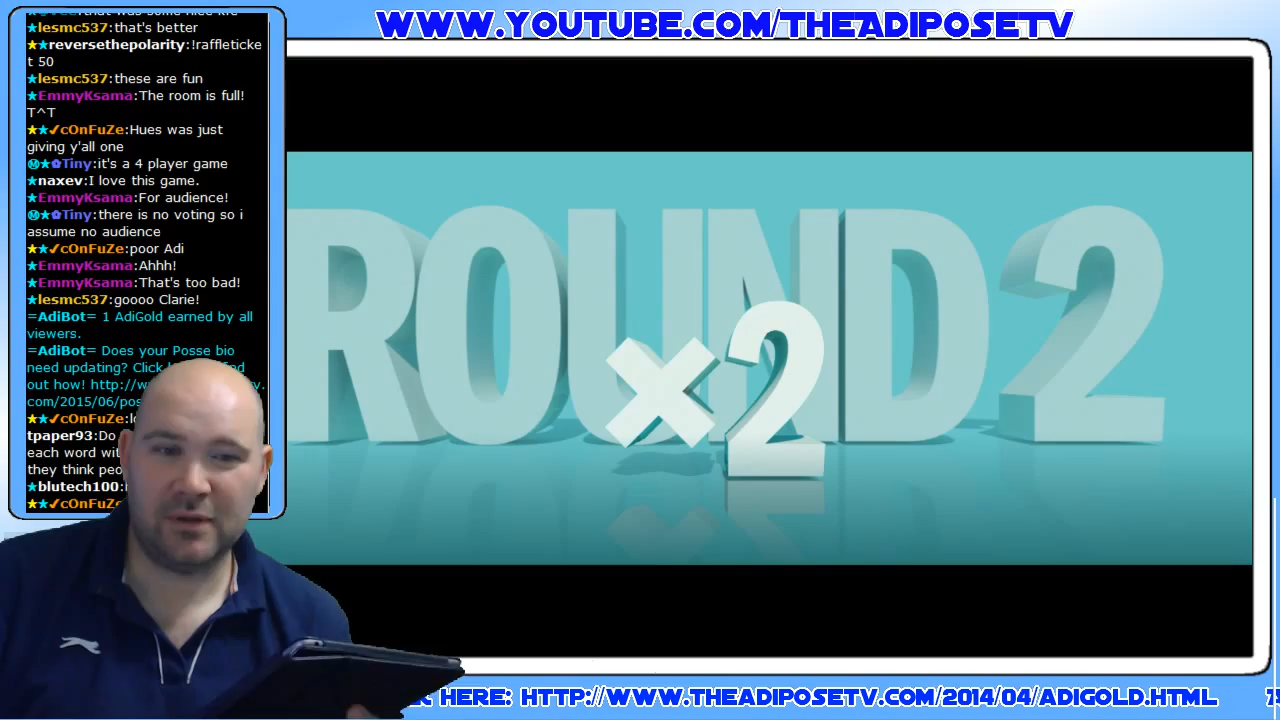 WWW.YOUTUBE.COM/THEADIPOSETV
lesmc537:that's better
reversethepolarity:!raffleticke
t 50
lesmc537:these are fun
EmmyKsama:The room is full!
T^T
cOnFuZe:Hues was just
giving y'all one
Tiny:it's a 4 player game
naxev:I love this game.
EmmyKsama:For audience!
Tiny:there is no voting so i
assume no audience
cOnFuZe:poor Adi
EmmyKsama:Ahhh!
EmmyKsama:That's too bad!
lesmc537:goooo Clarie!
=AdiBot= 1 AdiGold earned by all
viewers.
=AdiBot= Does your Posse bio
need updating? Click
out how! http://w
com/2015/06/pos
cOnFuZe:
tpaper93:Do
each word wit
they think peo
blutech100:
cOnFuZe
ROUND 2
×2
HERE: HTTP://WWW.THEADIPOSETV.COM/2014/04/ADIGOLD.HTML